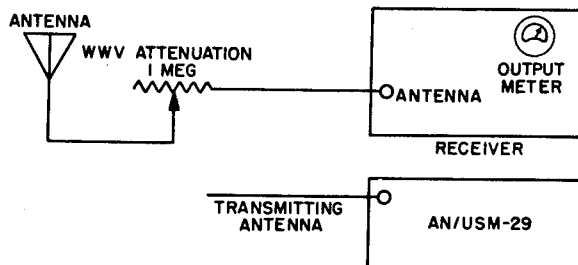 ANTENNA
WWV ATTENUATION
1 MEG
ANTENNA
OUTPUT
METER
RECEIVER
TRANSMITTING
ANTENNA
AN/USM-29